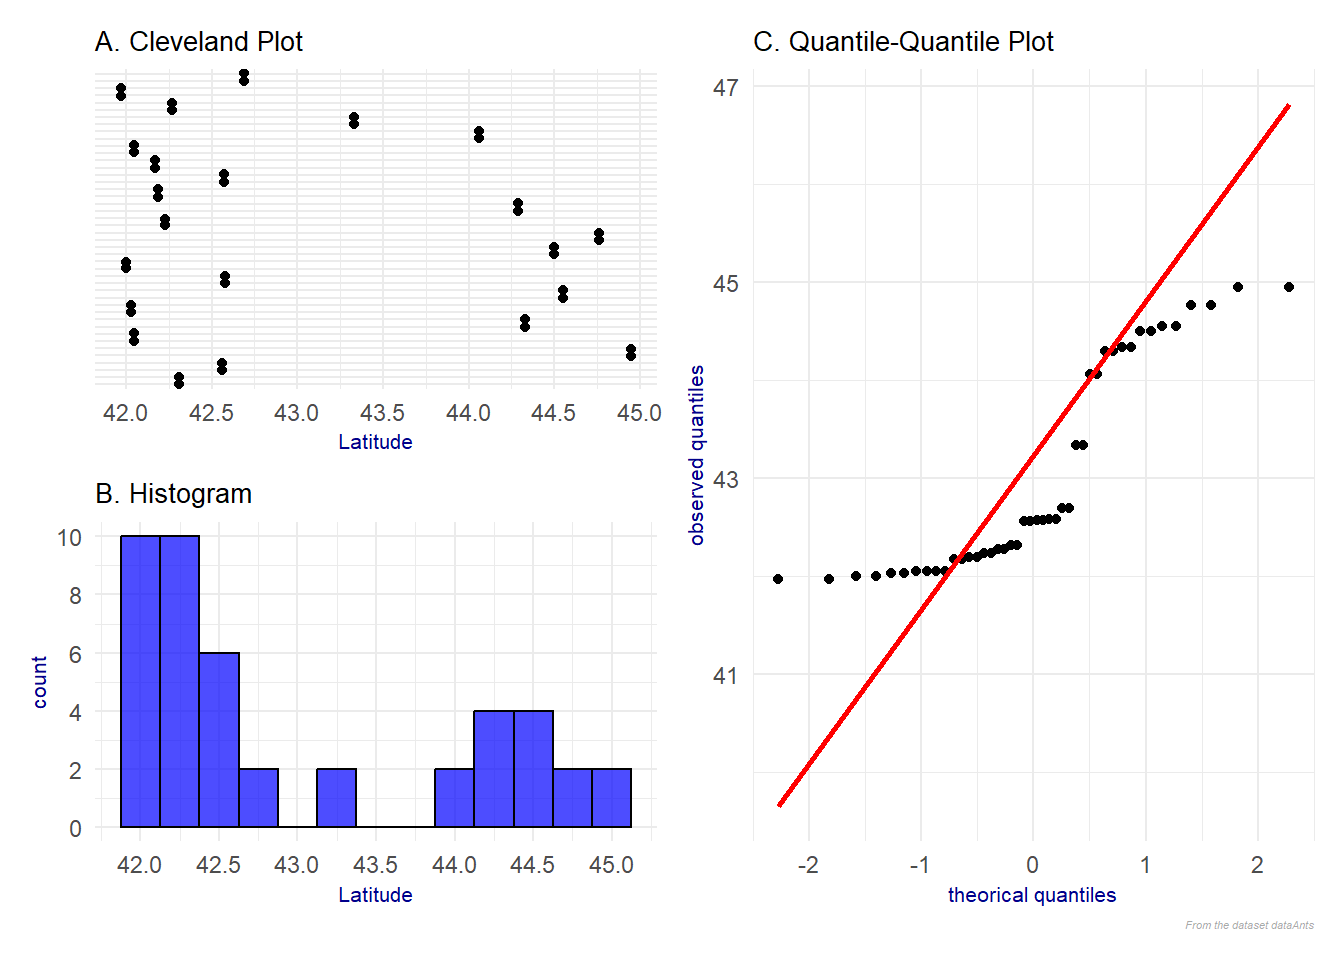 A. Cleveland Plot
42.0 42.5 43.0 43.5 44.0 44.5 45.0
Latitude
B. Histogram
count
10
8
6
4
2
0
42.0 42.5 43.0 43.5 44.0 44.5 45.0
Latitude
C. Quantile-Quantile Plot
observed quantiles
47
45
43
41
-2 -1 0 1 2
theorical quantiles
From the dataset dataAnts